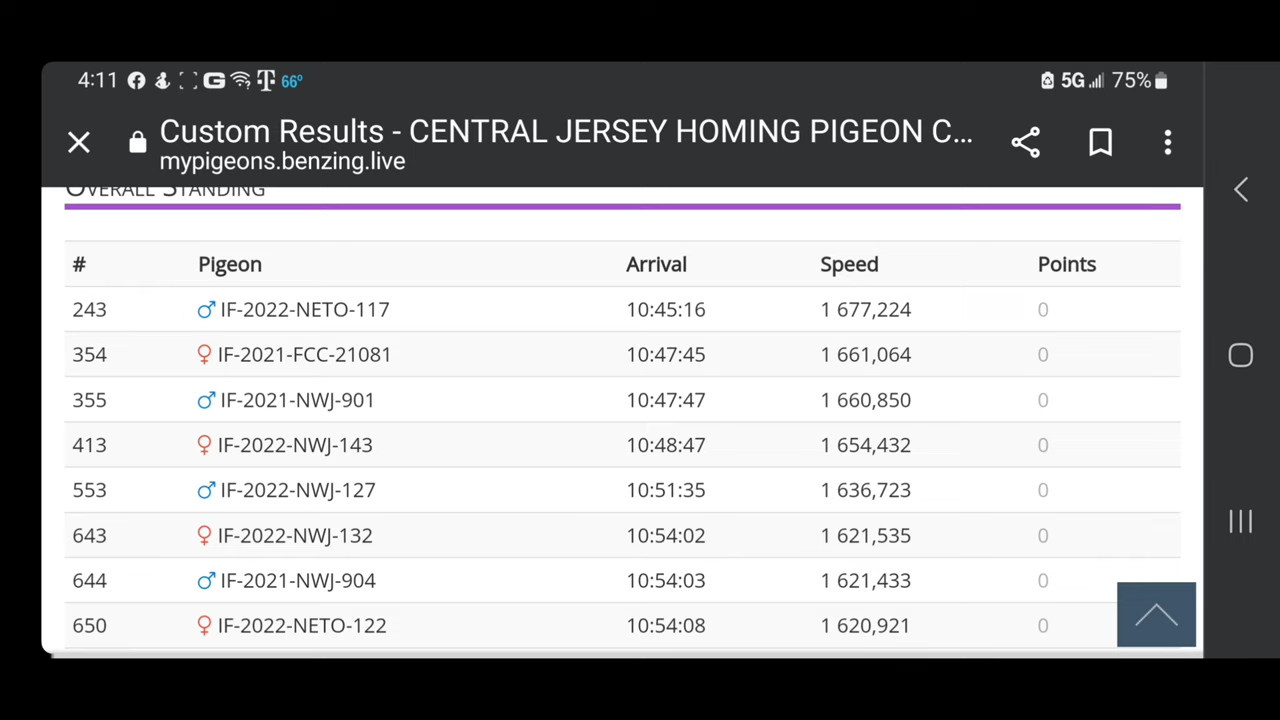 4:11 G T 66° 5G 75%
Custom Results - CENTRAL JERSEY HOMING PIGEON C...
mypigeons.benzing.live
OVERALL STANDING
# Pigeon Arrival Speed Points
243 ♂ IF-2022-NETO-117 10:45:16 1 677,224 0
354 ♀ IF-2021-FCC-21081 10:47:45 1 661,064 0
355 ♂ IF-2021-NWJ-901 10:47:47 1 660,850 0
413 ♀ IF-2022-NWJ-143 10:48:47 1 654,432 0
553 ♂ IF-2022-NWJ-127 10:51:35 1 636,723 0
643 ♀ IF-2022-NWJ-132 10:54:02 1 621,535 0
644 ♂ IF-2021-NWJ-904 10:54:03 1 621,433 0
650 ♀ IF-2022-NETO-122 10:54:08 1 620,921 0